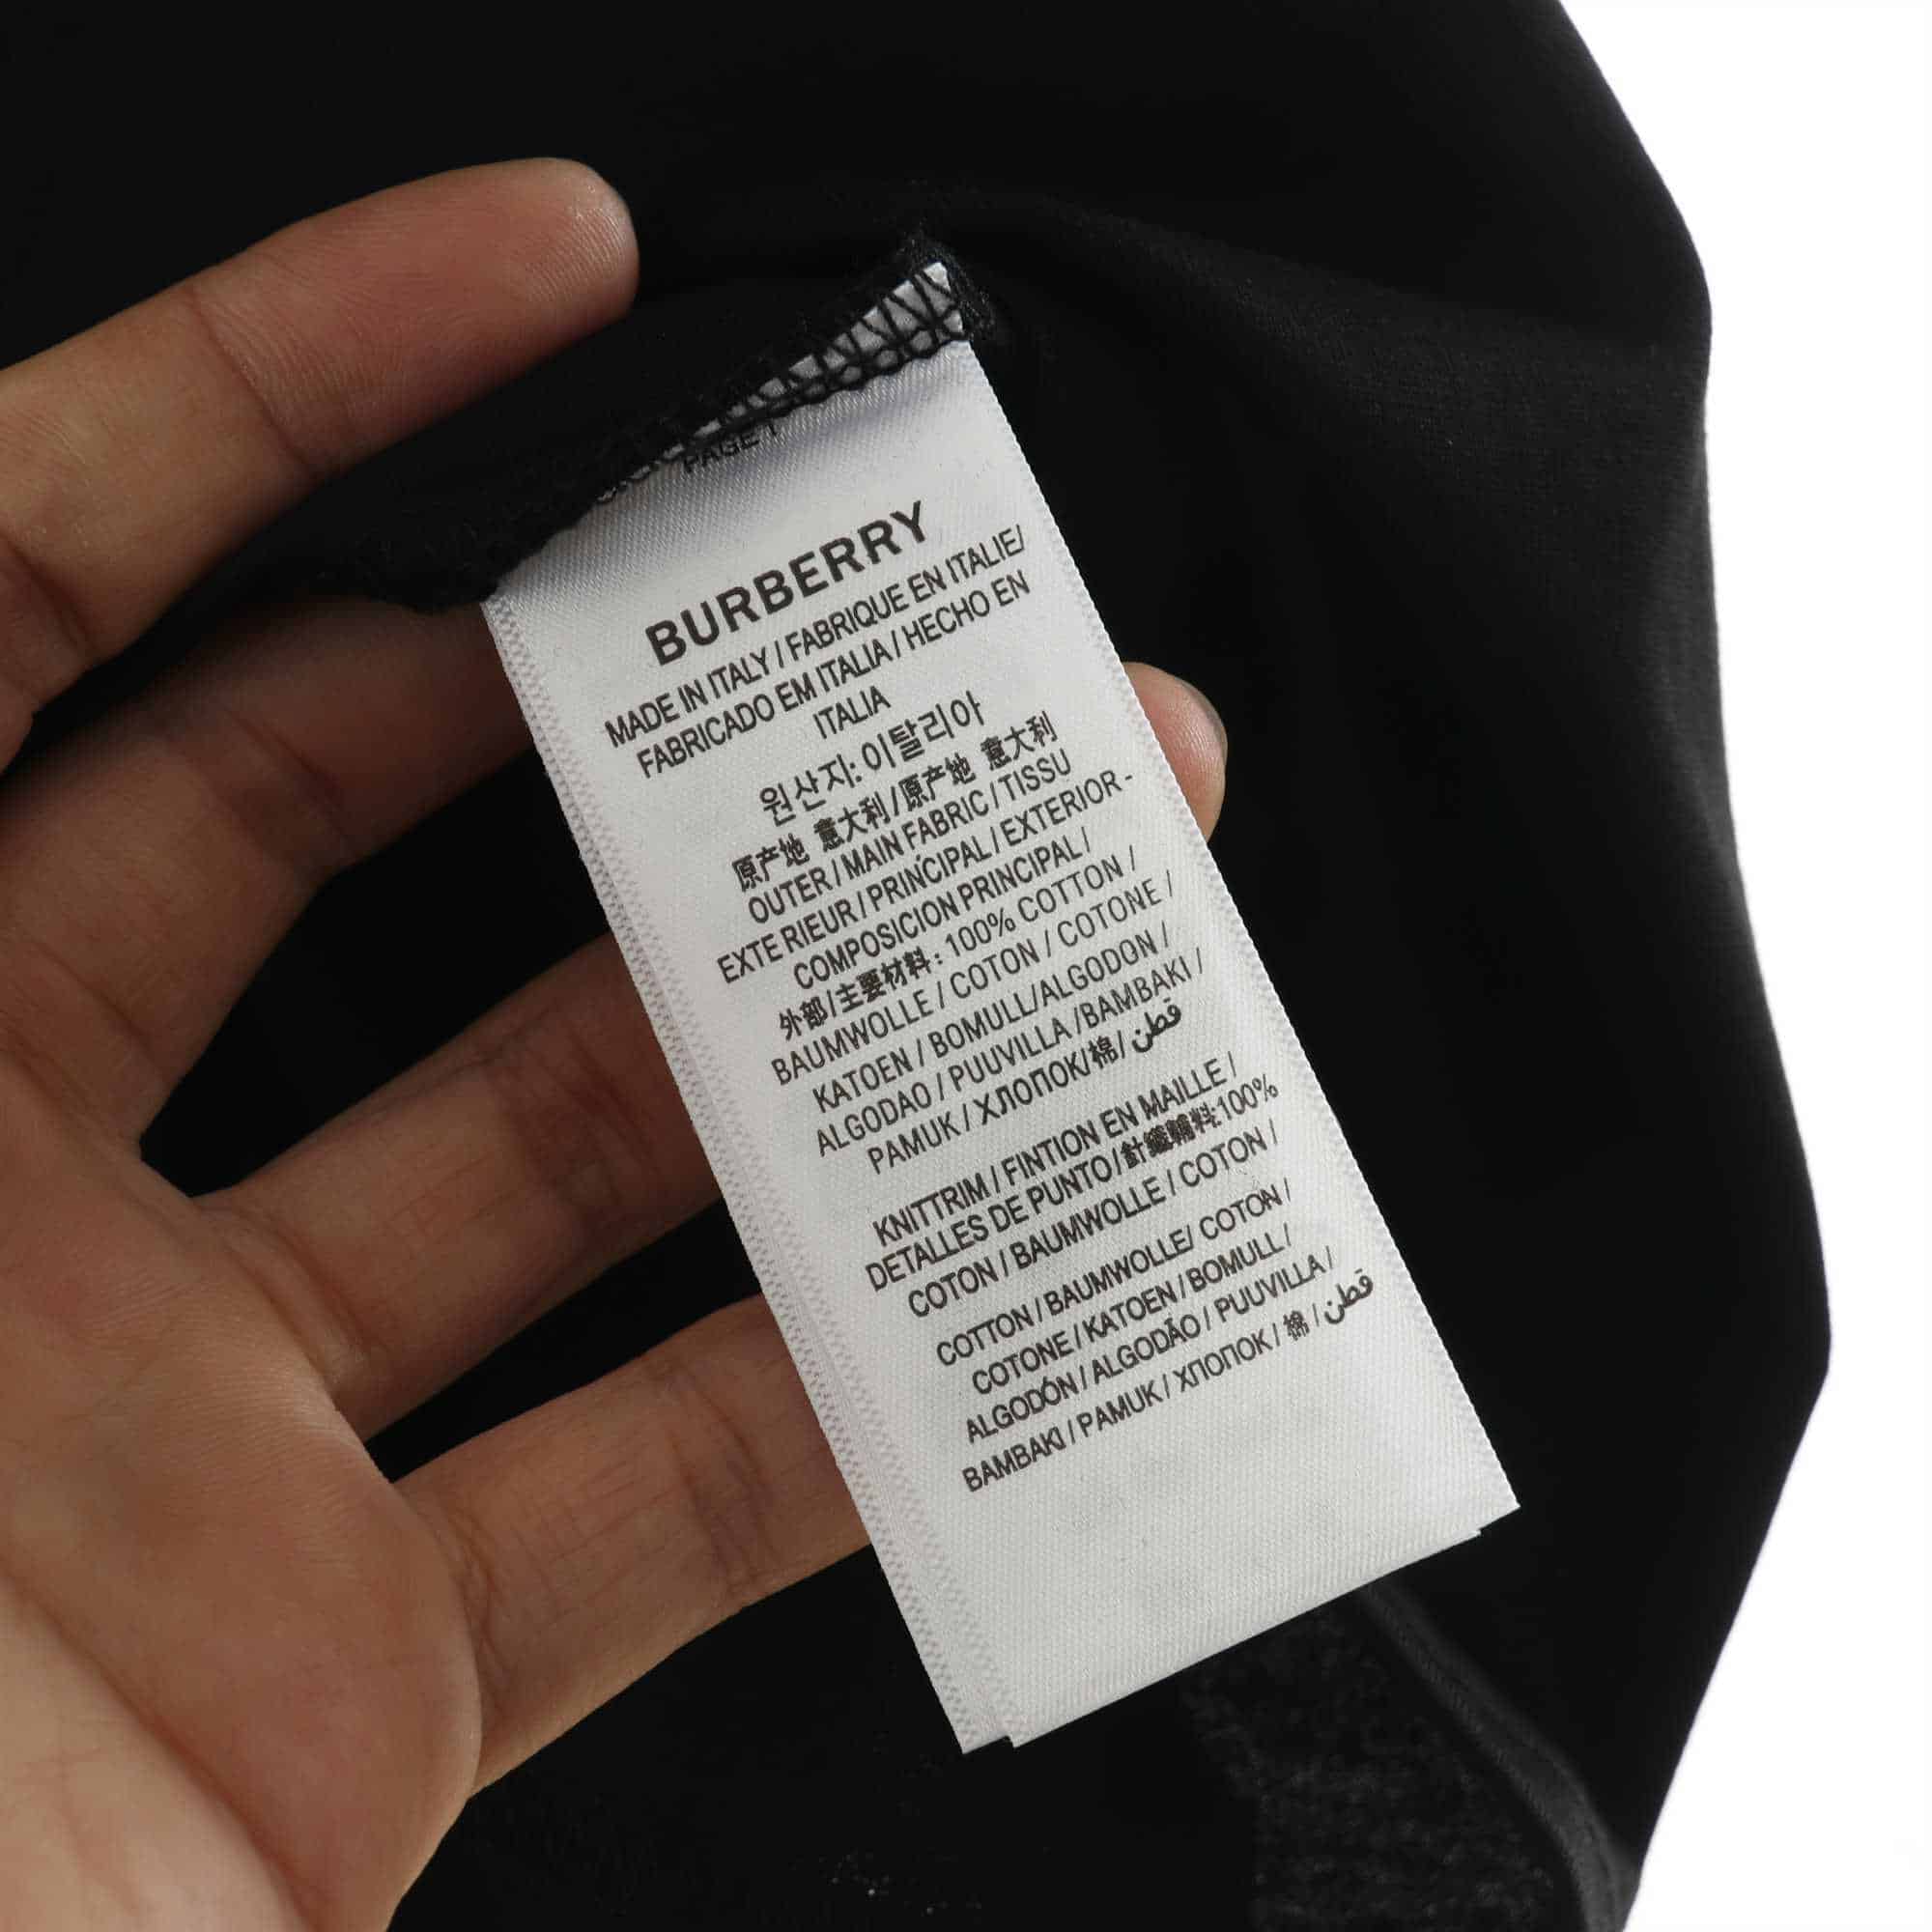 PAGE 1
BURBERRY
MADE IN ITALY / FABRIQUE EN ITALIE/
FABRICADO EM ITALIA / HECHO EN
ITALIA
원산지: 이탈리아
原产地 意大利/原产地 意大利
OUTER / MAIN FABRIC / TISSU
EXTE RIEUR / PRINĆIPAL / EXTERIOR -
COMPOSICION PRINCIPAL /
外部/主要材料: 100% COTTON /
BAUMWOLLE / COTON / COTONE /
KATOEN / BOMULL/ALGODON /
ALGODAO / PUUVILLA /BAMBAKI /
PAMUK / ХЛОПОК/棉/ قطن
KNITTRIM / FINTION EN MAILLE /
DETALLES DE PUNTO/針鐵輔料:100%
COTON / BAUMWOLLE / COTON /
COTTON / BAUMWOLLE/ COTON /
COTONE / KATOEN / BOMULL /
ALGODÓN / ALGODÃO / PUUVILLA /
BAMBAKI / PAMUK / ХЛОПОК / 棉 / قطن